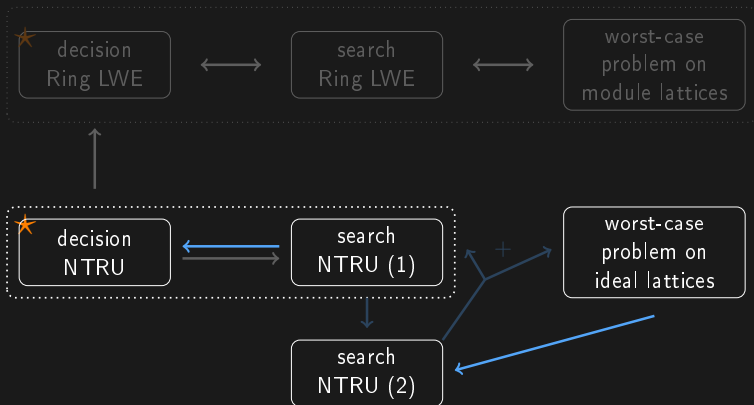 decision
Ring LWE
search
Ring LWE
worst-case
problem on
module lattices
decision
NTRU
search
NTRU (1)
+
worst-case
problem on
ideal lattices
search
NTRU (2)